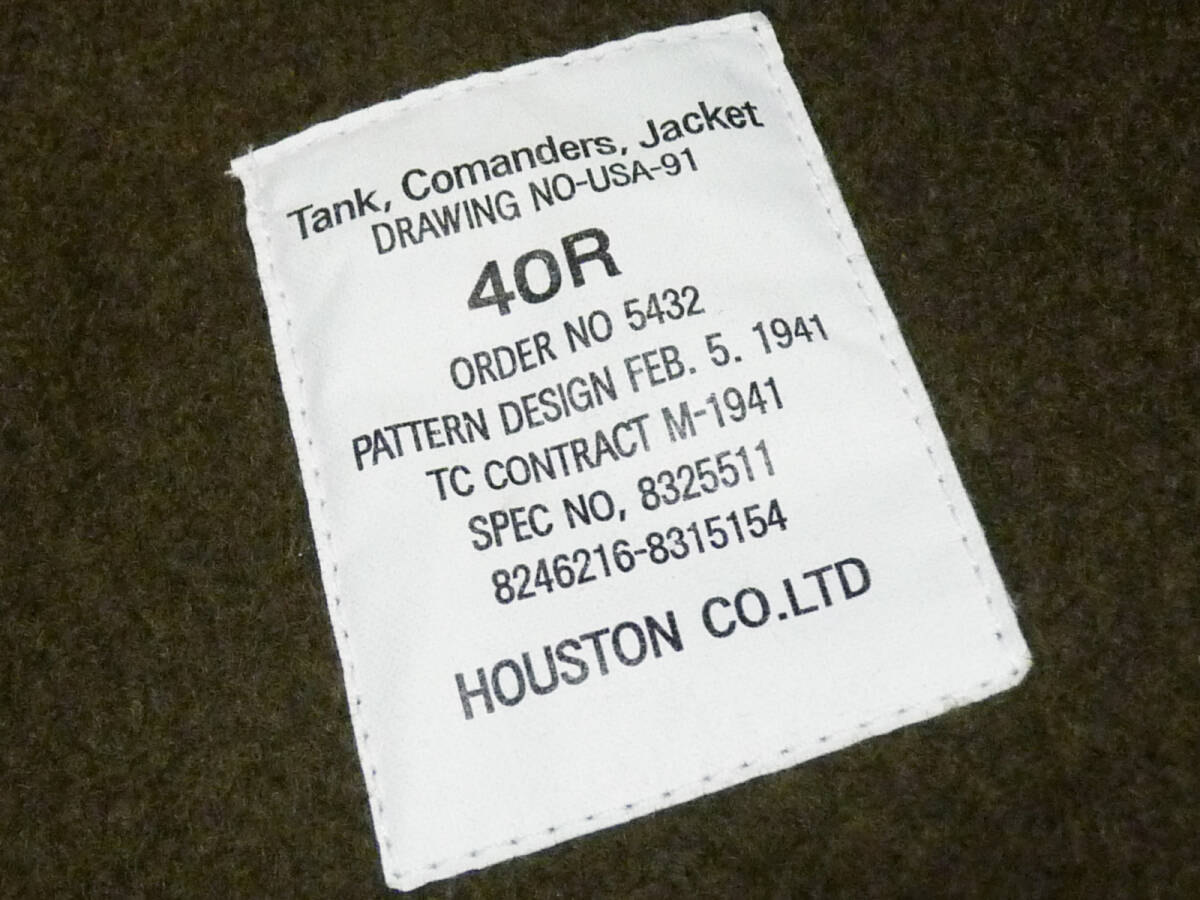 Tank, Comanders, Jacket
DRAWING NO-USA-91
40R
ORDER NO 5432
PATTERN DESIGN FEB. 5. 1941
TC CONTRACT M-1941
SPEC NO, 8325511
8246216-8315154
HOUSTON CO.LTD